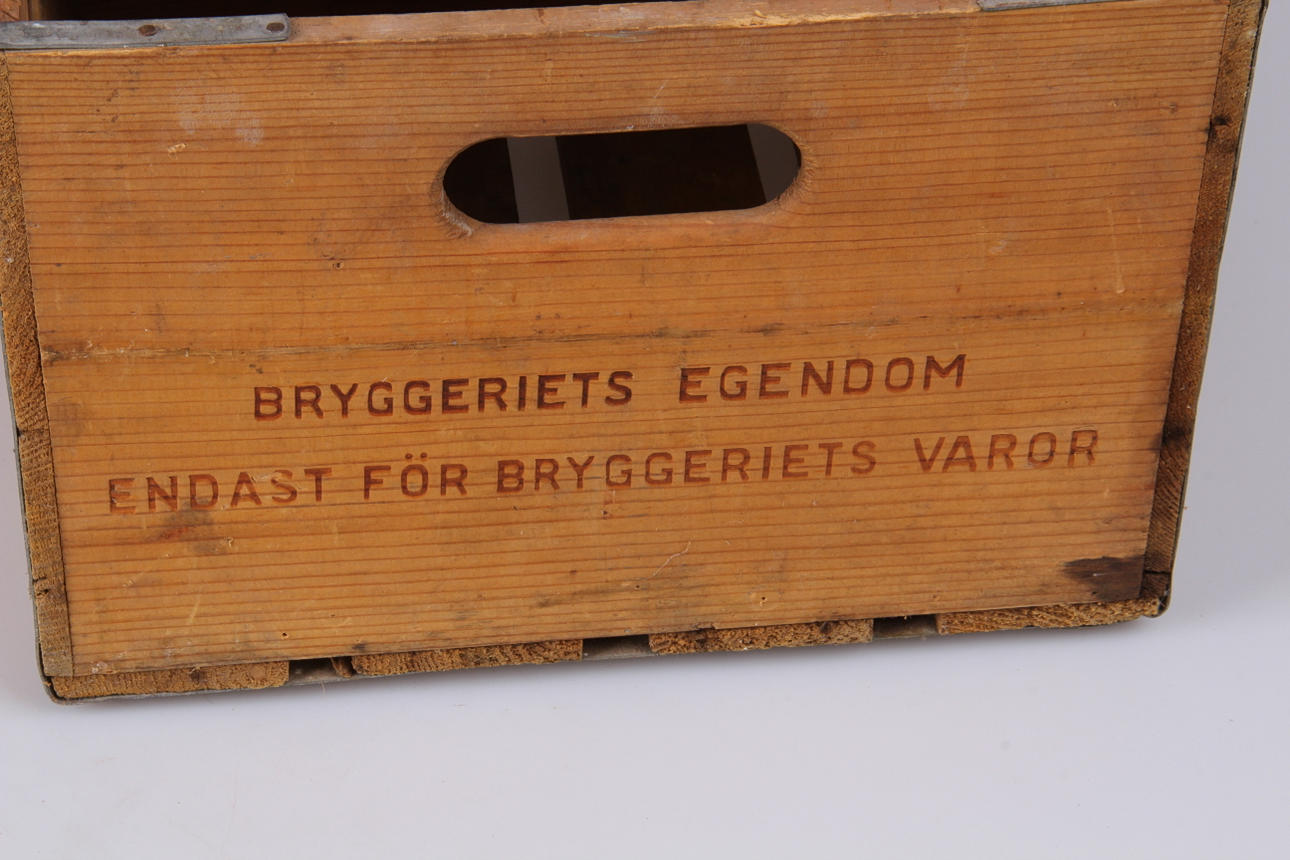 BRYGGERIETS EGENDOM
ENDAST FÖR BRYGGERIETS VAROR